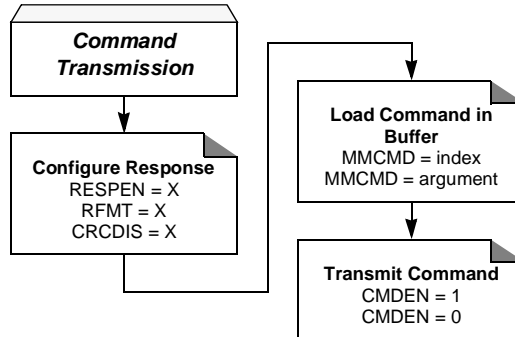 Command
Transmission
Configure Response
RESPEN = X
RFMT = X
CRCDIS = X
Load Command in
Buffer
MMCMD = index
MMCMD = argument
Transmit Command
CMDEN = 1
CMDEN = 0